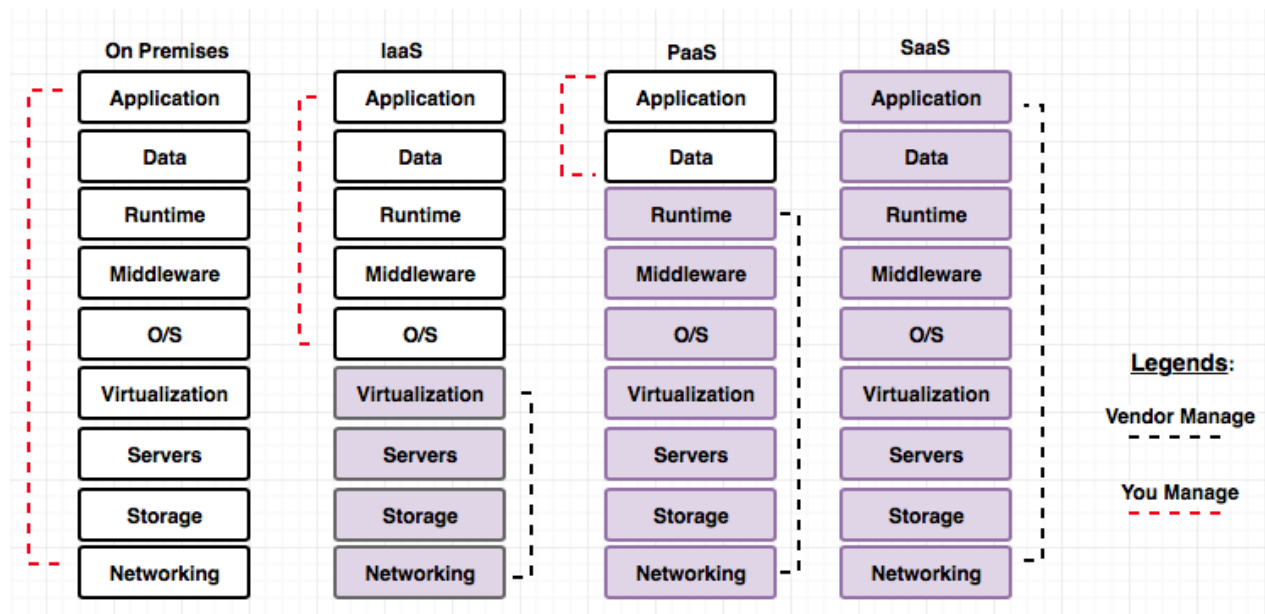 On Premises
Application
Data
Runtime
Middleware
O/S
Virtualization
Servers
Storage
Networking
IaaS
Application
Data
Runtime
Middleware
O/S
Virtualization
Servers
Storage
Networking
PaaS
Application
Data
Runtime
Middleware
O/S
Virtualization
Servers
Storage
Networking
SaaS
Application
Data
Runtime
Middleware
O/S
Virtualization
Servers
Storage
Networking
Legends:
Vendor Manage
You Manage